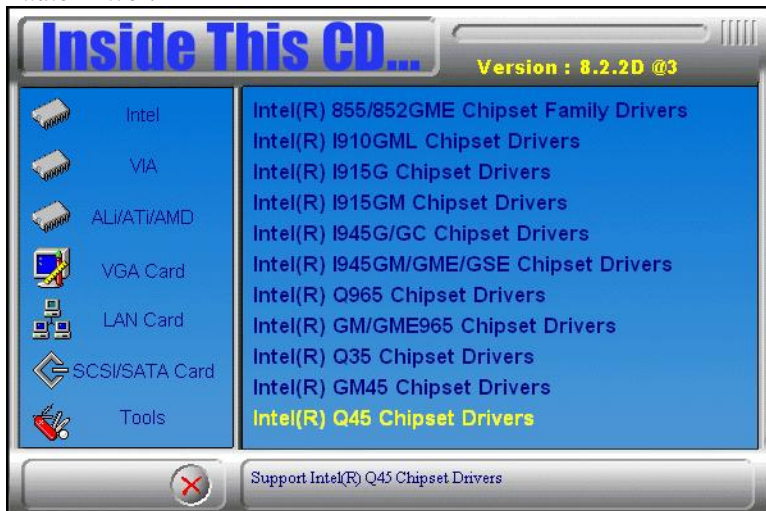 Inside This CD...
Version : 8.2.2D @3
Intel
VIA
ALi/ATi/AMD
VGA Card
LAN Card
SCSI/SATA Card
Tools
Intel(R) 855/852GME Chipset Family Drivers
Intel(R) I910GML Chipset Drivers
Intel(R) I915G Chipset Drivers
Intel(R) I915GM Chipset Drivers
Intel(R) I945G/GC Chipset Drivers
Intel(R) I945GM/GME/GSE Chipset Drivers
Intel(R) Q965 Chipset Drivers
Intel(R) GM/GME965 Chipset Drivers
Intel(R) Q35 Chipset Drivers
Intel(R) GM45 Chipset Drivers
Intel(R) Q45 Chipset Drivers
Support Intel(R) Q45 Chipset Drivers